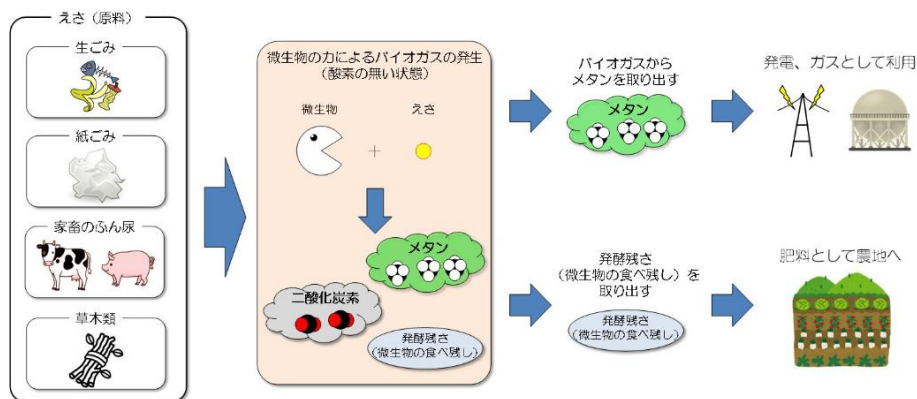 えさ（原料）
生ごみ
紙ごみ
家畜のふん尿
草木類
微生物の力によるバイオガスの発生
（酸素の無い状態）
微生物
えさ
+
メタン
二酸化炭素
発酵残さ
（微生物の食べ残し）
バイオガスから
メタンを取り出す
メタン
発電、ガスとして利用
発酵残さ
（微生物の食べ残し）を
取り出す
発酵残さ
（微生物の食べ残し）
肥料として農地へ